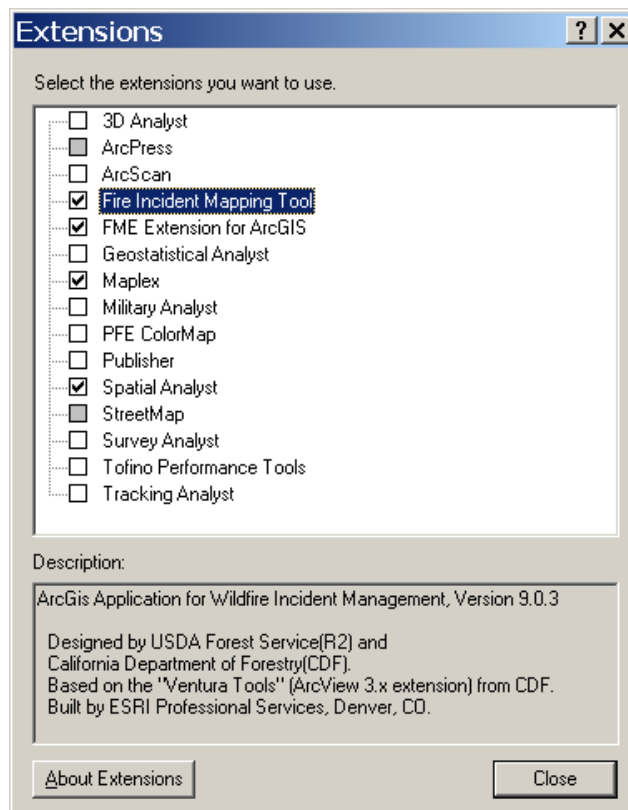 Extensions
Select the extensions you want to use.
3D Analyst
ArcPress
ArcScan
Fire Incident Mapping Tool
FME Extension for ArcGIS
Geostatistical Analyst
Maplex
Military Analyst
PFE ColorMap
Publisher
Spatial Analyst
StreetMap
Survey Analyst
Tofino Performance Tools
Tracking Analyst
Description:
ArcGis Application for Wildfire Incident Management, Version 9.0.3
Designed by USDA Forest Service(R2) and
California Department of Forestry(CDF).
Based on the "Ventura Tools" (ArcView 3.x extension) from CDF.
Built by ESRI Professional Services, Denver, CO.
About Extensions Close